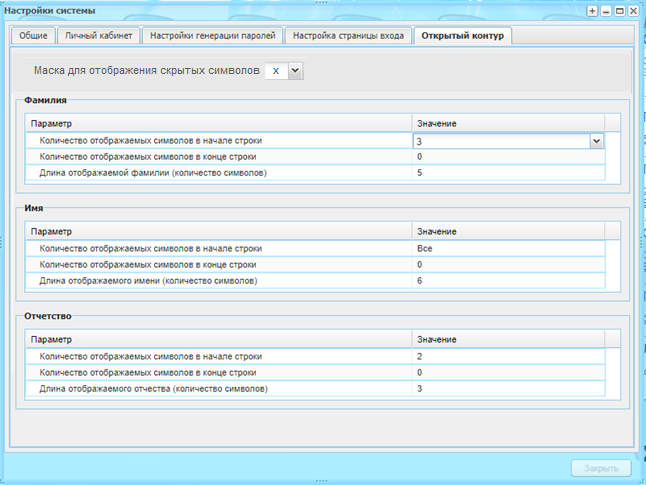 Настройки системы
Общие Личный кабинет Настройки генерации паролей Настройка страницы входа Открытый контур
Маска для отображения скрытых символов x
Фамилия
Параметр Значение
Количество отображаемых символов в начале строки 3
Количество отображаемых символов в конце строки 0
Длина отображаемой фамилии (количество символов) 5
Имя
Параметр Значение
Количество отображаемых символов в начале строки Все
Количество отображаемых символов в конце строки 0
Длина отображаемого имени (количество символов) 6
Отчетство
Параметр Значение
Количество отображаемых символов в начале строки 2
Количество отображаемых символов в конце строки 0
Длина отображаемого отчества (количество символов) 3
Закрыть